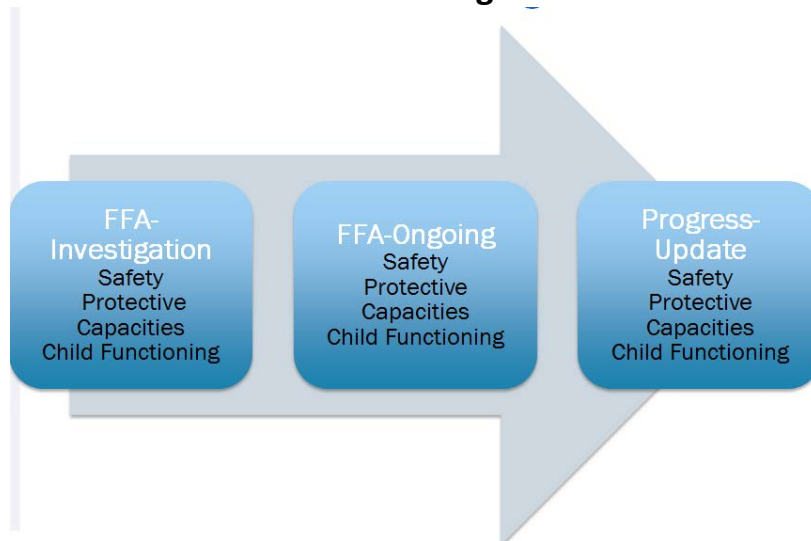 FFA-
Investigation
Safety
Protective
Capacities
Child Functioning
FFA-Ongoing
Safety
Protective
Capacities
Child Functioning
Progress-
Update
Safety
Protective
Capacities
Child Functioning